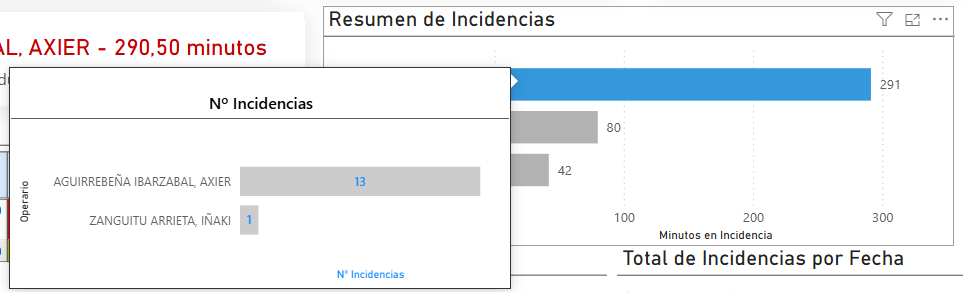 Resumen de Incidencias
AL, AXIER - 290,50 minutos
Nº Incidencias
Operario
AGUIRREBEÑA IBARZABAL, AXIER
13
ZANGUITU ARRIETA, IÑAKI
1
Nº Incidencias
291
80
42
100
200
300
Minutos en Incidencia
Total de Incidencias por Fecha